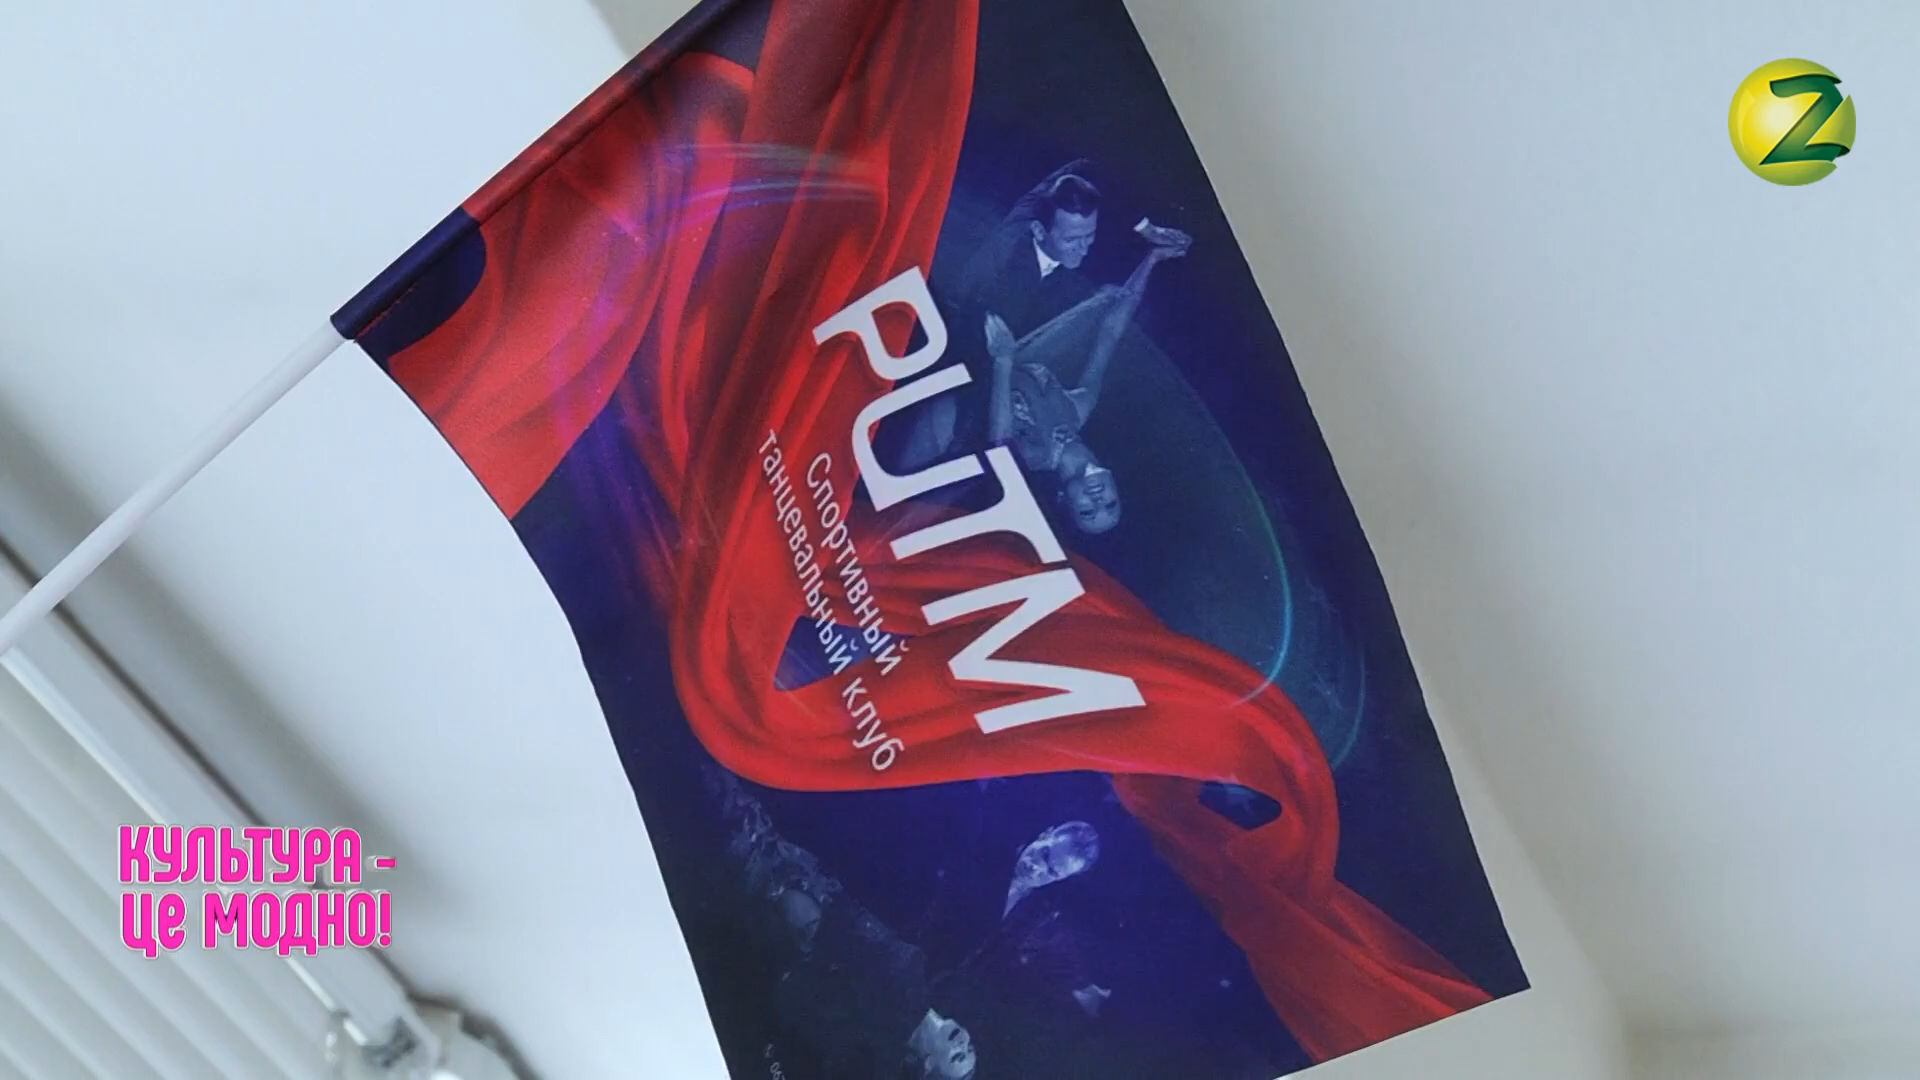 РИТМ
Спортивный
танцевальный клуб
КУЛЬТУРА -
ЦЕ МОДНО!
Z